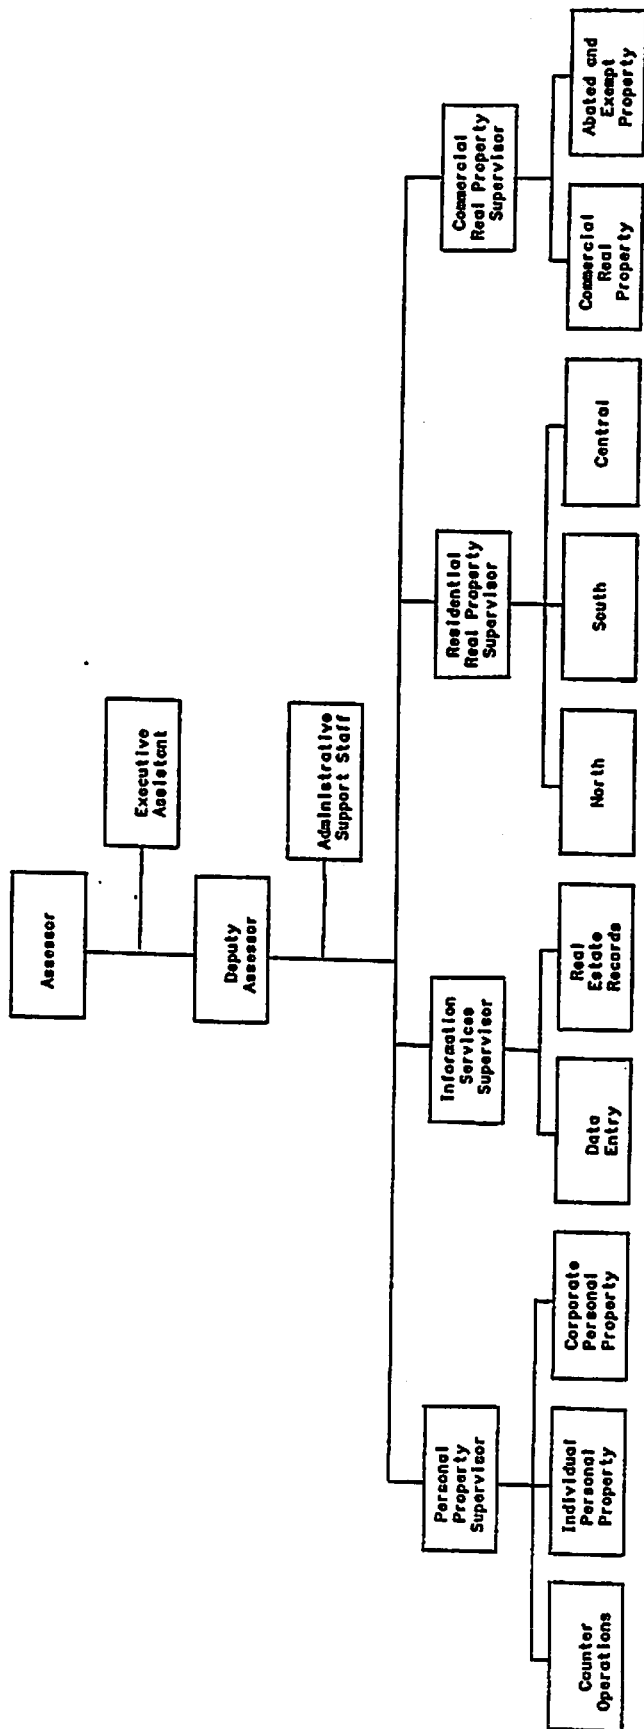 Assessor
Executive
Assistant
Deputy
Assessor
Administrative
Support Staff
Personal
Property
Supervisor
Information
Services
Supervisor
Residential
Real Property
Supervisor
Commercial
Real Property
Supervisor
Counter
Operations
Individual
Personal
Property
Corporate
Personal
Property
Data
Entry
Real
Estate
Records
North
South
Central
Commercial
Real
Property
Abated and
Exempt
Property